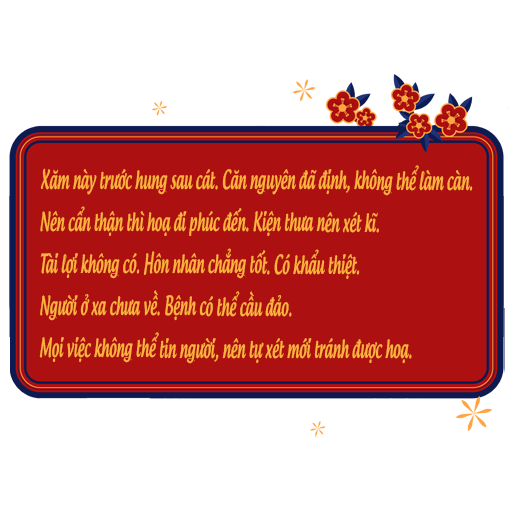 Xăm này trước hung sau cát. Căn nguyên đã định, không thể làm càn.
Nên cẩn thận thì hoạ đi phúc đến. Kiện thưa nên xét kĩ.
Tài lợi không có. Hôn nhân chẳng tốt. Có khẩu thiệt.
Người ở xa chưa về. Bệnh có thể cầu đảo.
Mọi việc không thể tin người, nên tự xét mới tránh được hoạ.